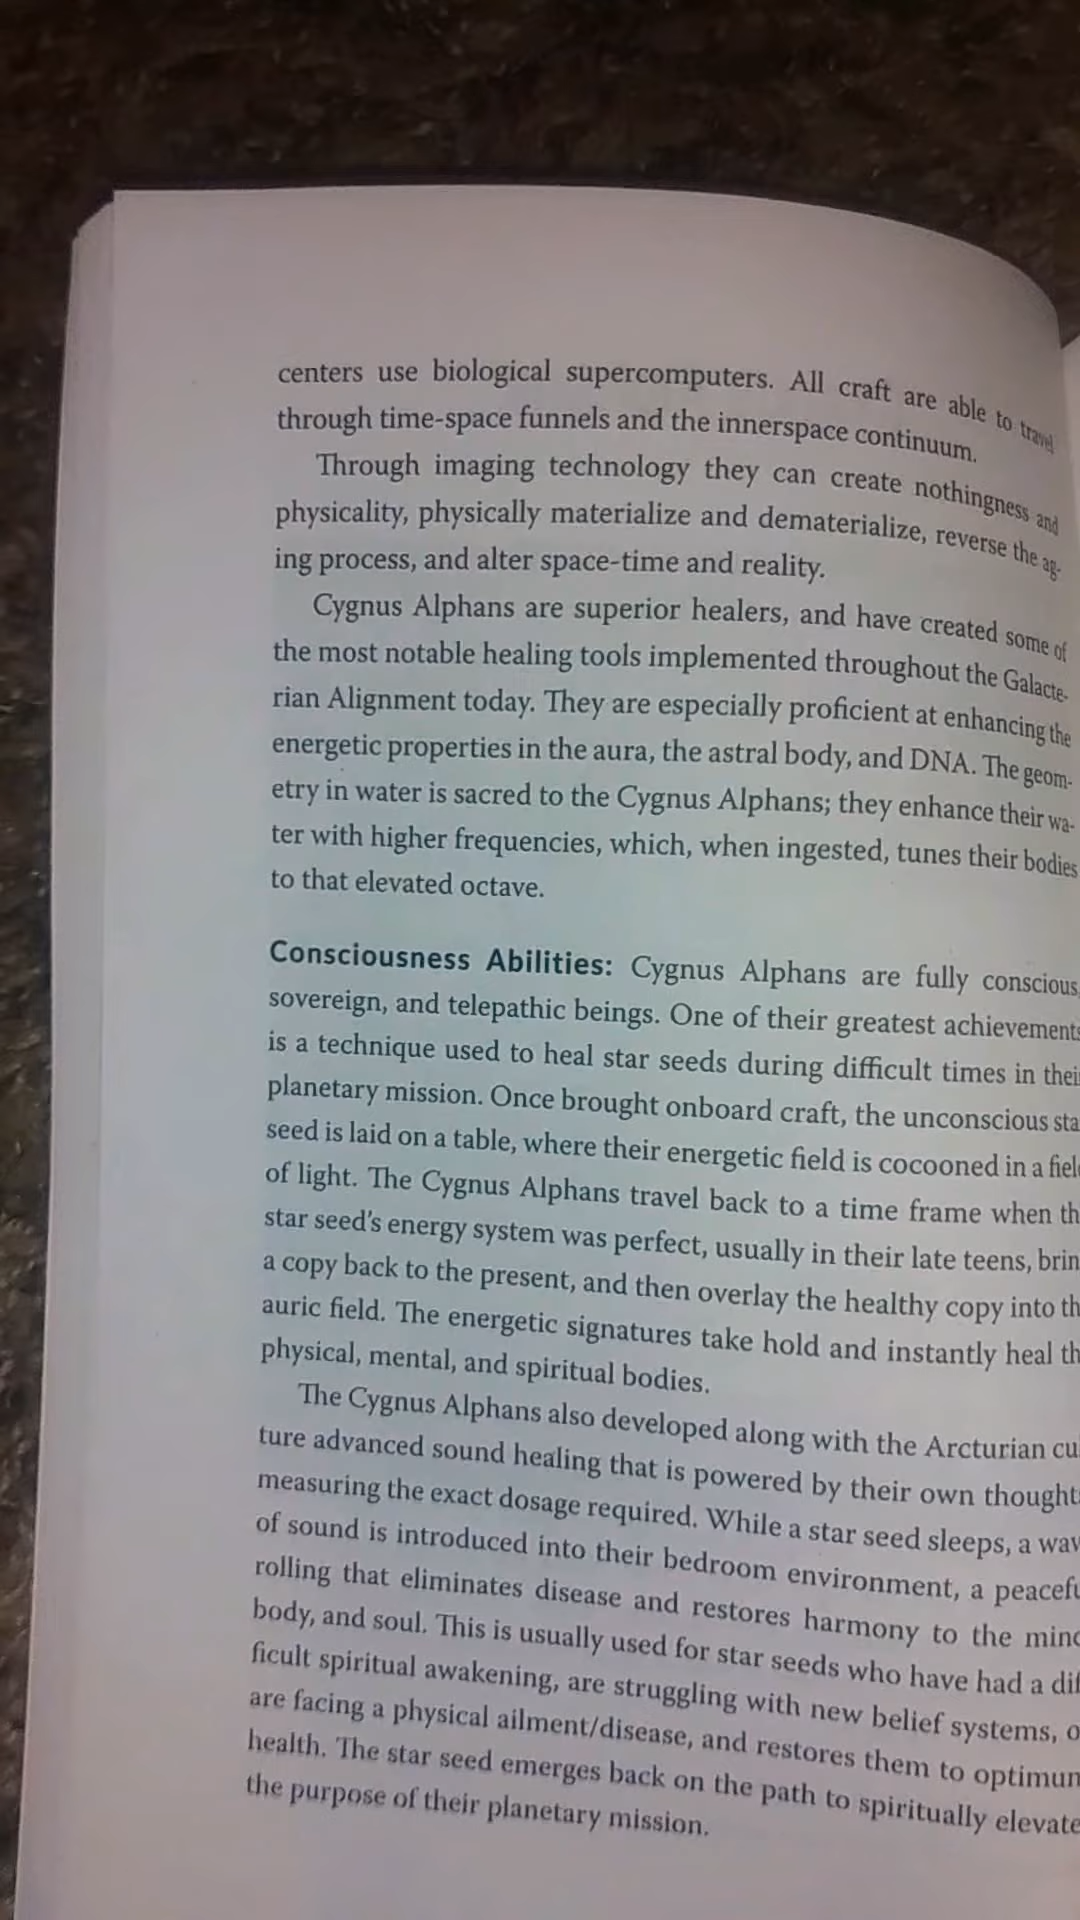 centers use biological supercomputers. All craft are able to travel
through time-space funnels and the innerspace continuum.
Through imaging technology they can create nothingness and
physicality, physically materialize and dematerialize, reverse the ag-
ing process, and alter space-time and reality.
Cygnus Alphans are superior healers, and have created some of
the most notable healing tools implemented throughout the Galacte-
rian Alignment today. They are especially proficient at enhancing the
energetic properties in the aura, the astral body, and DNA. The geom-
etry in water is sacred to the Cygnus Alphans; they enhance their wa-
ter with higher frequencies, which, when ingested, tunes their bodies
to that elevated octave.
Consciousness Abilities: Cygnus Alphans are fully conscious,
sovereign, and telepathic beings. One of their greatest achievements
is a technique used to heal star seeds during difficult times in their
planetary mission. Once brought onboard craft, the unconscious sta
seed is laid on a table, where their energetic field is cocooned in a fiel
of light. The Cygnus Alphans travel back to a time frame when th
star seed's energy system was perfect, usually in their late teens, brin
a copy back to the present, and then overlay the healthy copy into th
auric field. The energetic signatures take hold and instantly heal th
physical, mental, and spiritual bodies.
The Cygnus Alphans also developed along with the Arcturian cu
ture advanced sound healing that is powered by their own thought
measuring the exact dosage required. While a star seed sleeps, a wav
of sound is introduced into their bedroom environment, a peacefu
rolling that eliminates disease and restores harmony to the mind
body, and soul. This is usually used for star seeds who have had a dif
ficult spiritual awakening, are struggling with new belief systems, o
are facing a physical ailment/disease, and restores them to optimum
health. The star seed emerges back on the path to spiritually elevate
the purpose of their planetary mission.